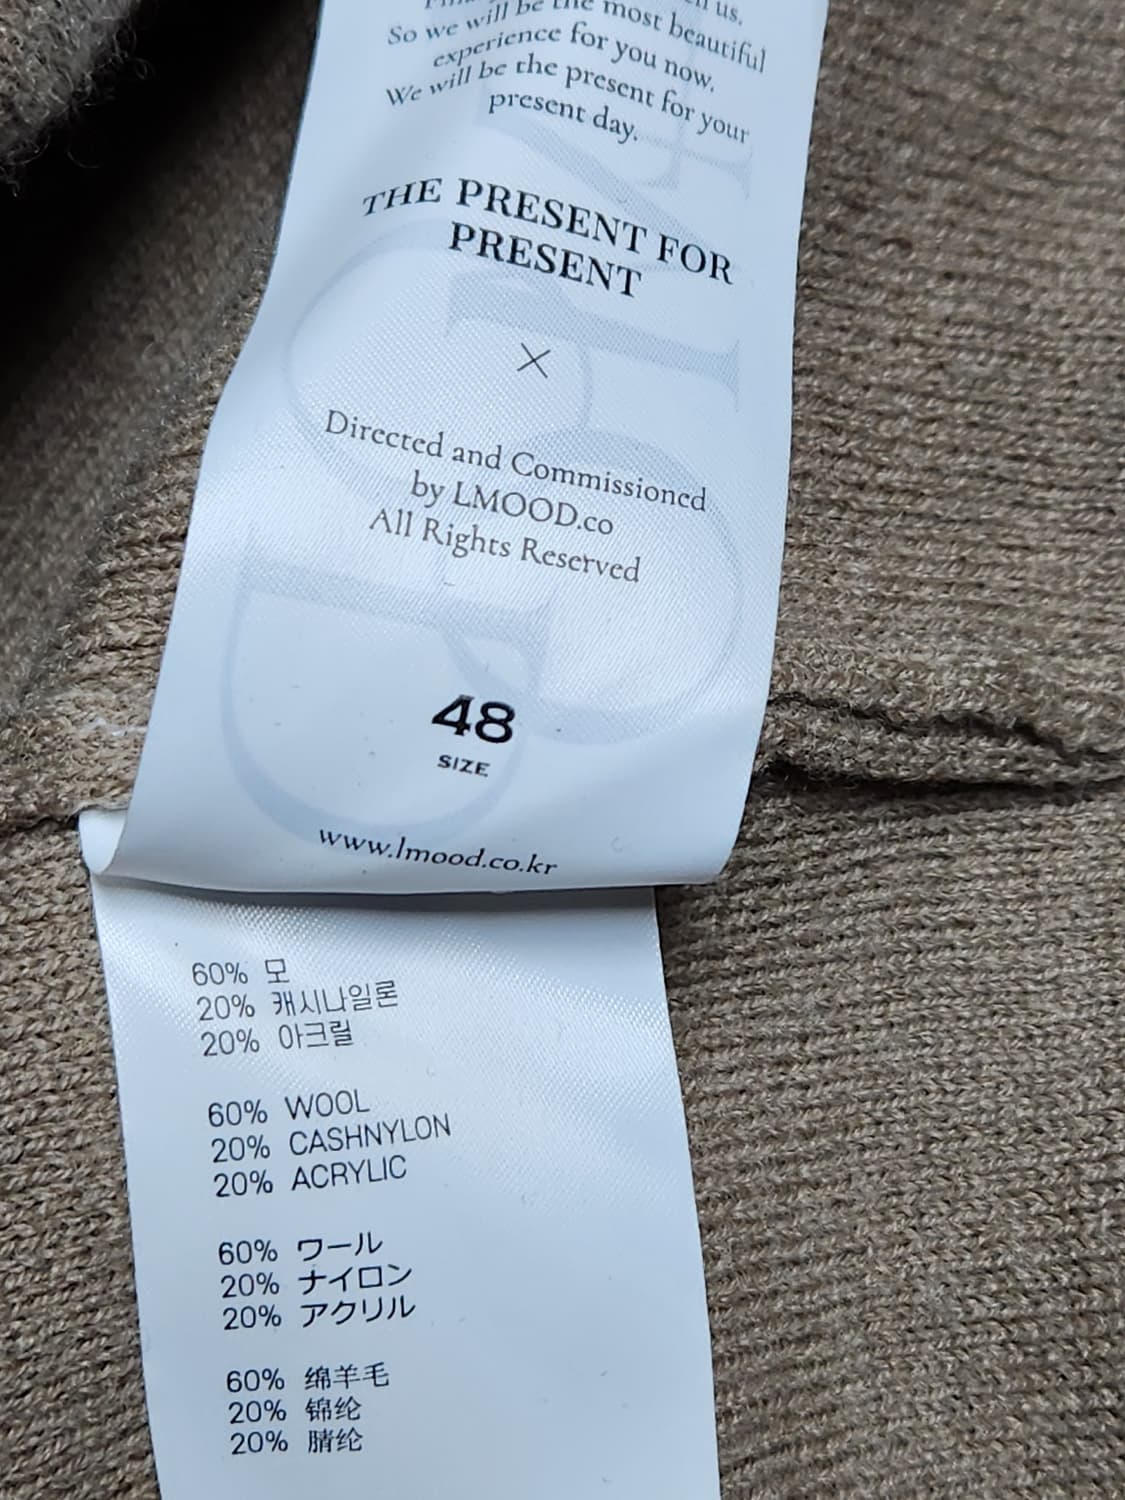 us.
So we will be the most beautiful
experience for you now.
We will be the present for your
present day.
THE PRESENT FOR
PRESENT
×
Directed and Commissioned
by LMOOD.co
All Rights Reserved
48
SIZE
www.lmood.co.kr
60% 모
20% 캐시나일론
20% 아크릴
60% WOOL
20% CASHNYLON
20% ACRYLIC
60% ワール
20% ナイロン
20% アクリル
60% 绵羊毛
20% 锦纶
20% 腈纶